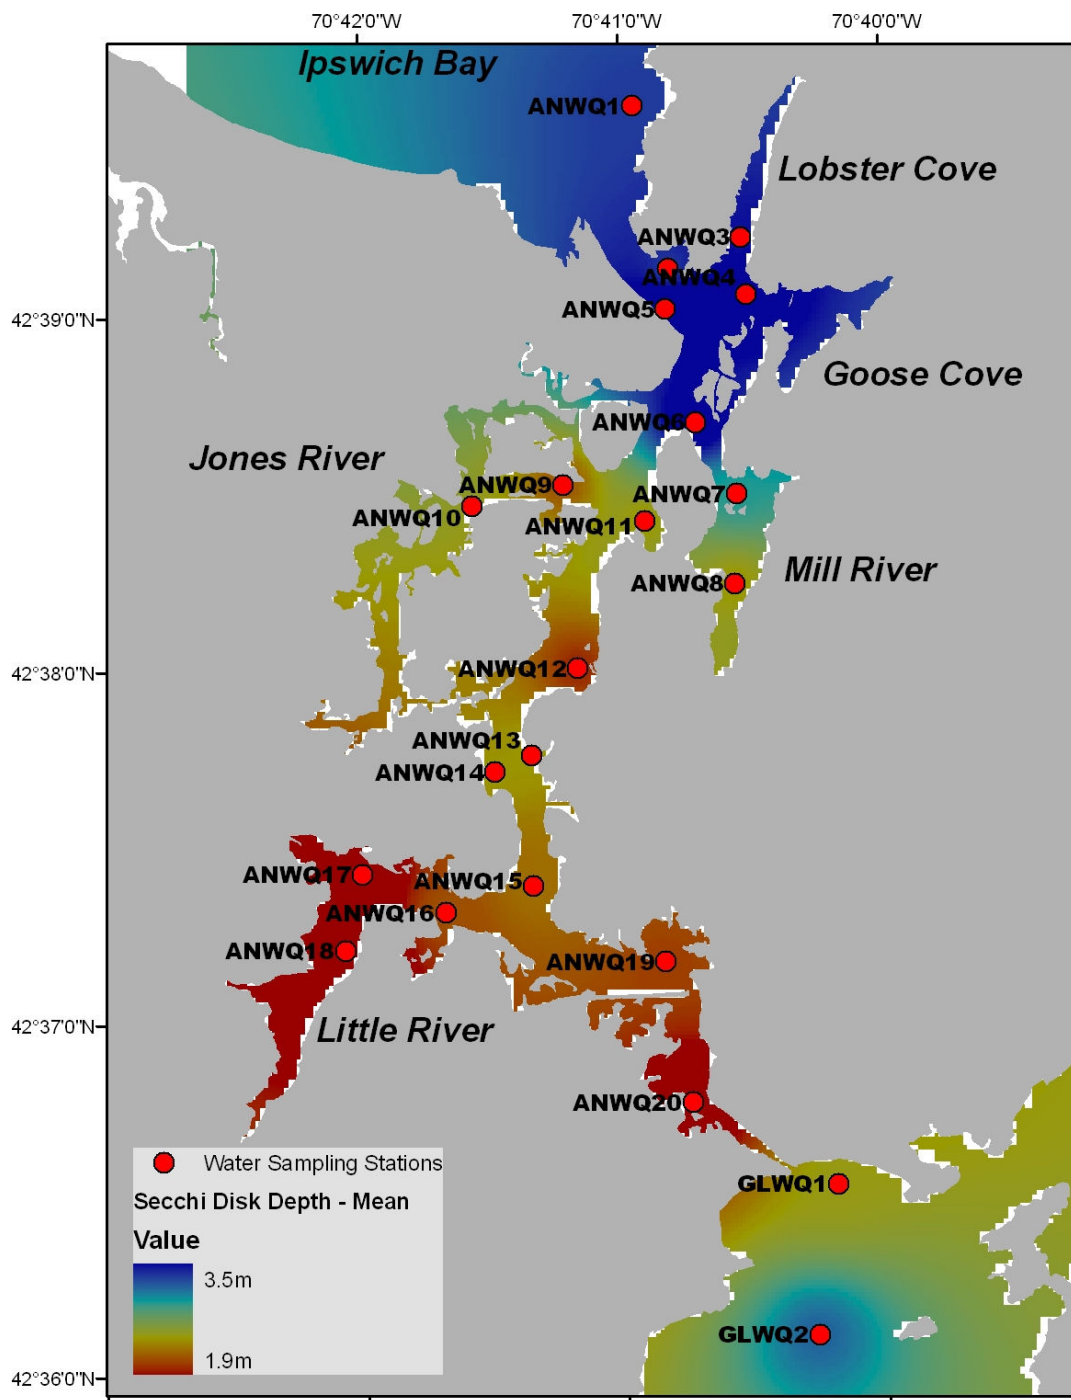 70°42'0"W 70°41'0"W 70°40'0"W
Ipswich Bay
ANWQ1
Lobster Cove
ANWQ3
ANWQ4
ANWQ5
42°39'0"N
Goose Cove
ANWQ6
Jones River
ANWQ9
ANWQ7
ANWQ10
ANWQ11
Mill River
ANWQ8
42°38'0"N
ANWQ12
ANWQ13
ANWQ14
ANWQ17
ANWQ15
ANWQ16
ANWQ18
ANWQ19
42°37'0"N
Little River
ANWQ20
Water Sampling Stations
GLWQ1
Secchi Disk Depth - Mean
Value
3.5m
GLWQ2
1.9m
42°36'0"N